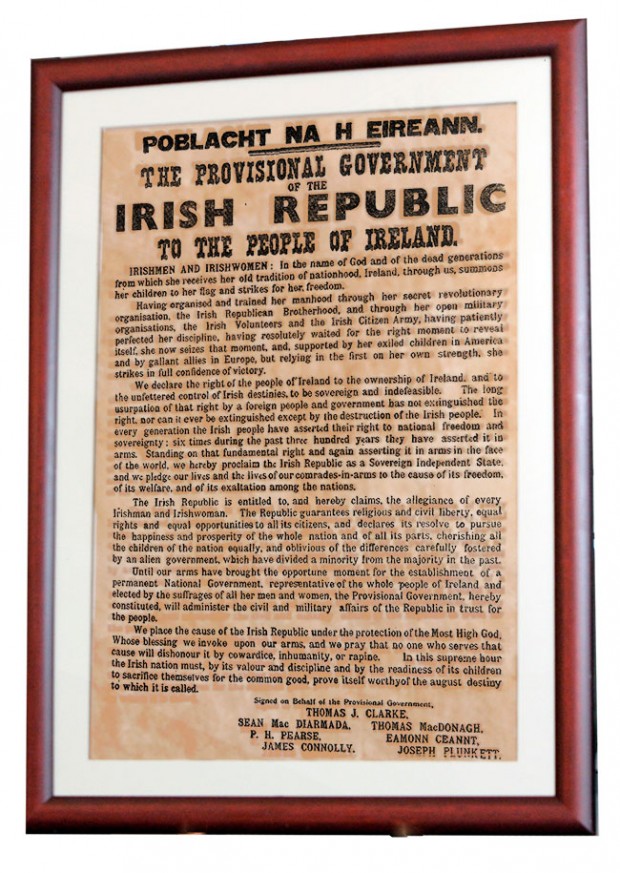 POBLACHT NA H EIREANN.
THE PROVISIONAL GOVERNMENT
OF THE
IRISH REPUBLIC
TO THE PEOPLE OF IRELAND.
IRISHMEN AND IRISHWOMEN: In the name of God and of the dead generations
from which she receives her old tradition of nationhood, Ireland, through us, summons
her children to her flag and strikes for her freedom.
Having organised and trained her manhood through her secret revolutionary
organisation, the Irish Republican Brotherhood, and through her open military
organisations, the Irish Volunteers and the Irish Citizen Army, having patiently
perfected her discipline, having resolutely waited for the right moment to reveal
itself, she now seizes that moment, and, supported by her exiled children in America
and by gallant allies in Europe, but relying in the first on her own strength, she
strikes in full confidence of victory.
We declare the right of the people of Ireland to the ownership of Ireland, and to
the unfettered control of Irish destinies, to be sovereign and indefeasible. The long
usurpation of that right by a foreign people and government has not extinguished the
right, nor can it ever be extinguished except by the destruction of the Irish people. In
every generation the Irish people have asserted their right to national freedom and
sovereignty; six times during the past three hundred years they have asserted it in
arms. Standing on that fundamental right and again asserting it in arms in the face
of the world, we hereby proclaim the Irish Republic as a Sovereign Independent State,
and we pledge our lives and the lives of our comrades-in-arms to the cause of its freedom,
of its welfare, and of its exaltation among the nations.
The Irish Republic is entitled to, and hereby claims, the allegiance of every
Irishman and Irishwoman. The Republic guarantees religious and civil liberty, equal
rights and equal opportunities to all its citizens, and declares its resolve to pursue
the happiness and prosperity of the whole nation and of all its parts, cherishing all
the children of the nation equally, and oblivious of the differences carefully fostered
by an alien government, which have divided a minority from the majority in the past.
Until our arms have brought the opportune moment for the establishment of a
permanent National Government, representative of the whole people of Ireland and
elected by the suffrages of all her men and women, the Provisional Government, hereby
constituted, will administer the civil and military affairs of the Republic in trust for
the people.
We place the cause of the Irish Republic under the protection of the Most High God,
Whose blessing we invoke upon our arms, and we pray that no one who serves that
cause will dishonour it by cowardice, inhumanity, or rapine. In this supreme hour
the Irish nation must, by its valour and discipline and by the readiness of its children
to sacrifice themselves for the common good, prove itself worthy of the august destiny
to which it is called.
Signed on Behalf of the Provisional Government,
THOMAS J. CLARKE,
SEAN Mac DIARMADA, THOMAS MacDONAGH,
P. H. PEARSE, EAMONN CEANNT,
JAMES CONNOLLY. JOSEPH PLUNKETT.